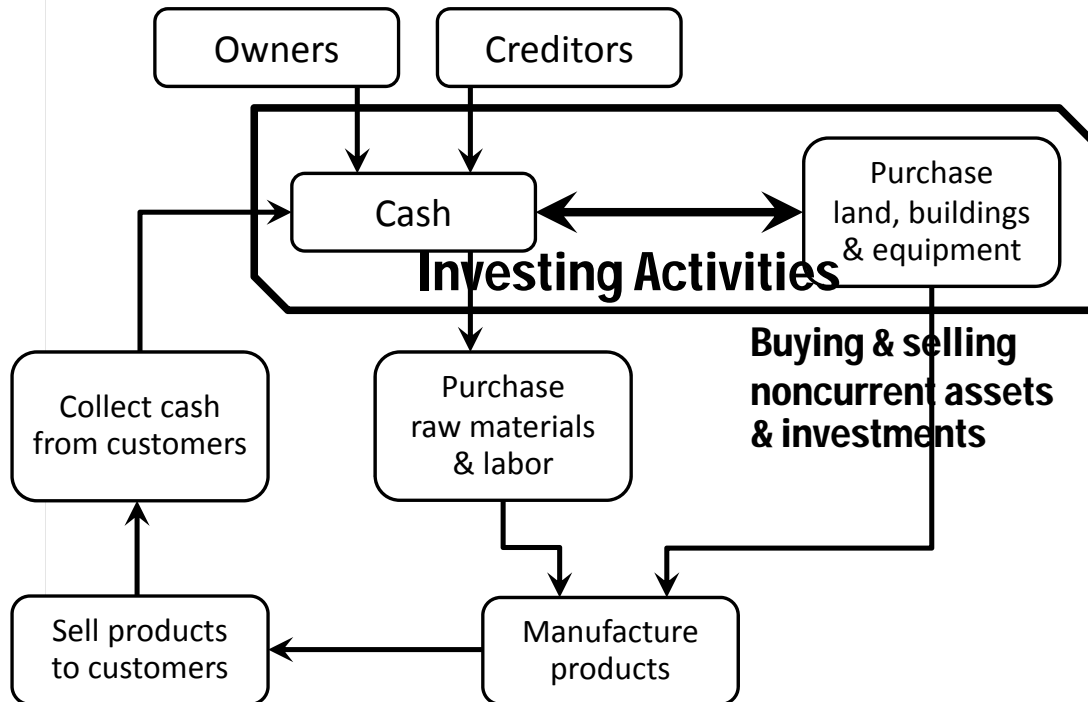 Owners
Creditors
Cash
Purchase
land, buildings
& equipment
Investing Activities
Buying & selling
noncurrent assets
& investments
Collect cash
from customers
Purchase
raw materials
& labor
Sell products
to customers
Manufacture
products